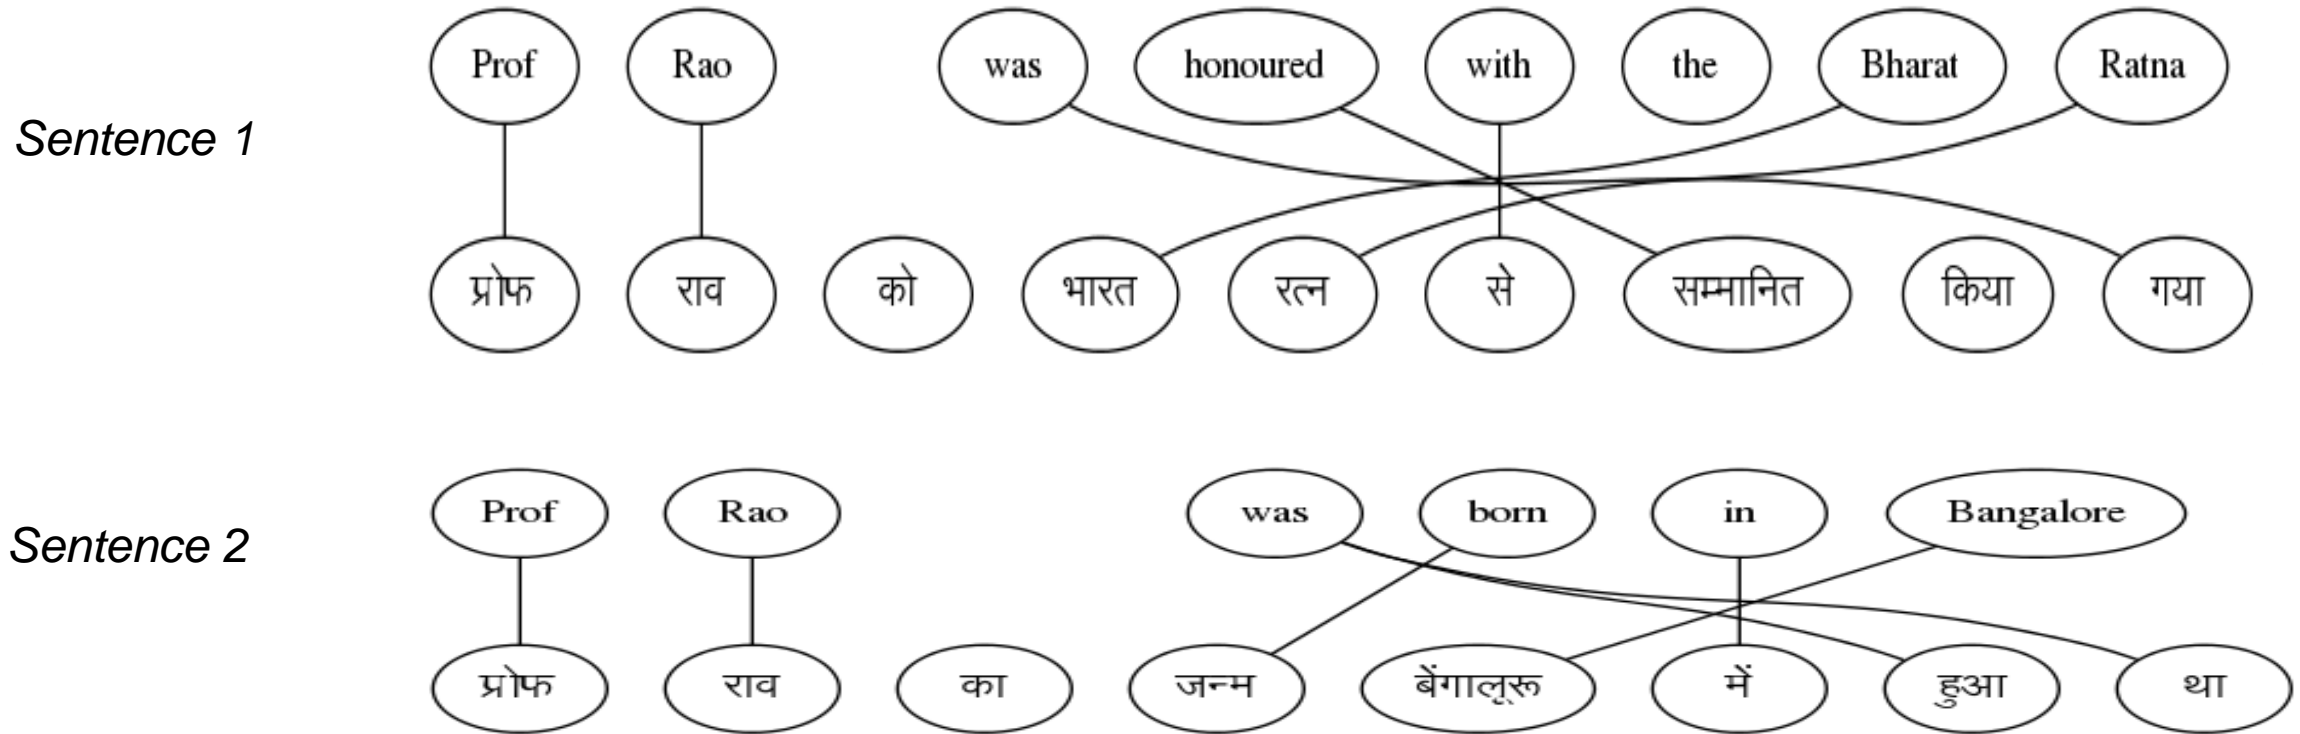 Prof Rao was honoured with the Bharat Ratna
Sentence 1
प्रोफ राव को भारत रत्न से सम्मानित किया गया
Prof Rao was born in Bangalore
Sentence 2
प्रोफ राव का जन्म बेंगालूरू में हुआ था